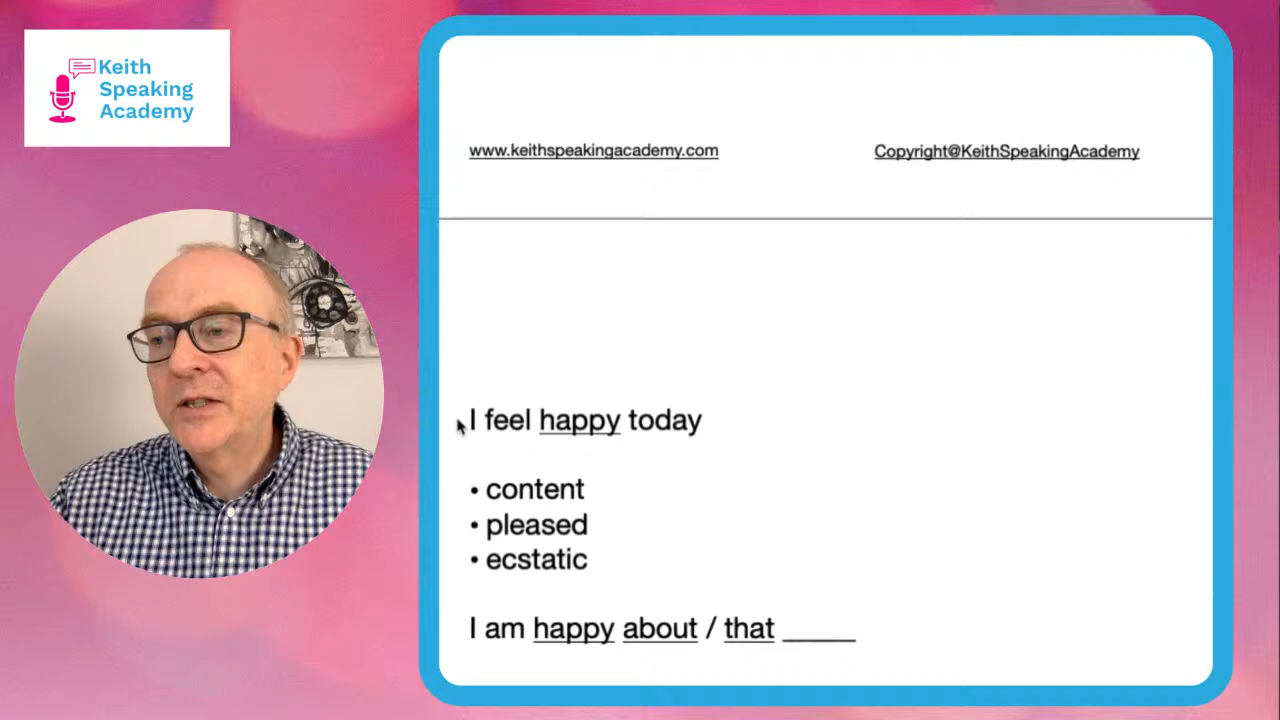 Keith
Speaking
Academy
www.keithspeakingacademy.com
Copyright@KeithSpeakingAcademy
I feel happy today
• content
• pleased
• ecstatic
I am happy about / that _____